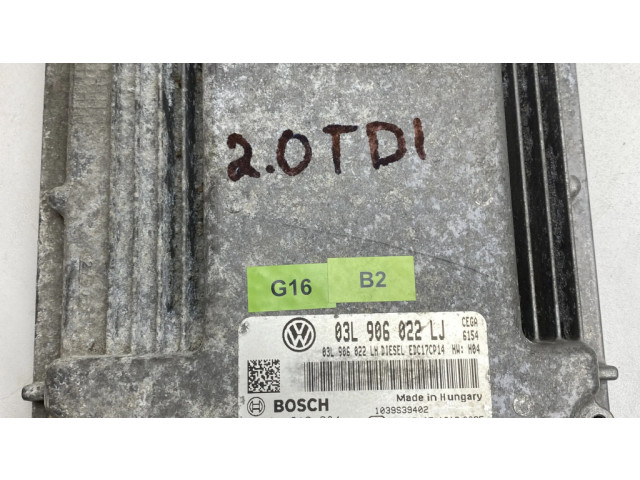 2.0TDI
G16 B2
03L 906 022 LJ CEGA
6154
03L 906 022 LH DIESEL EDC17CP14 HW: H04
Made in Hungary
BOSCH 1039S39402